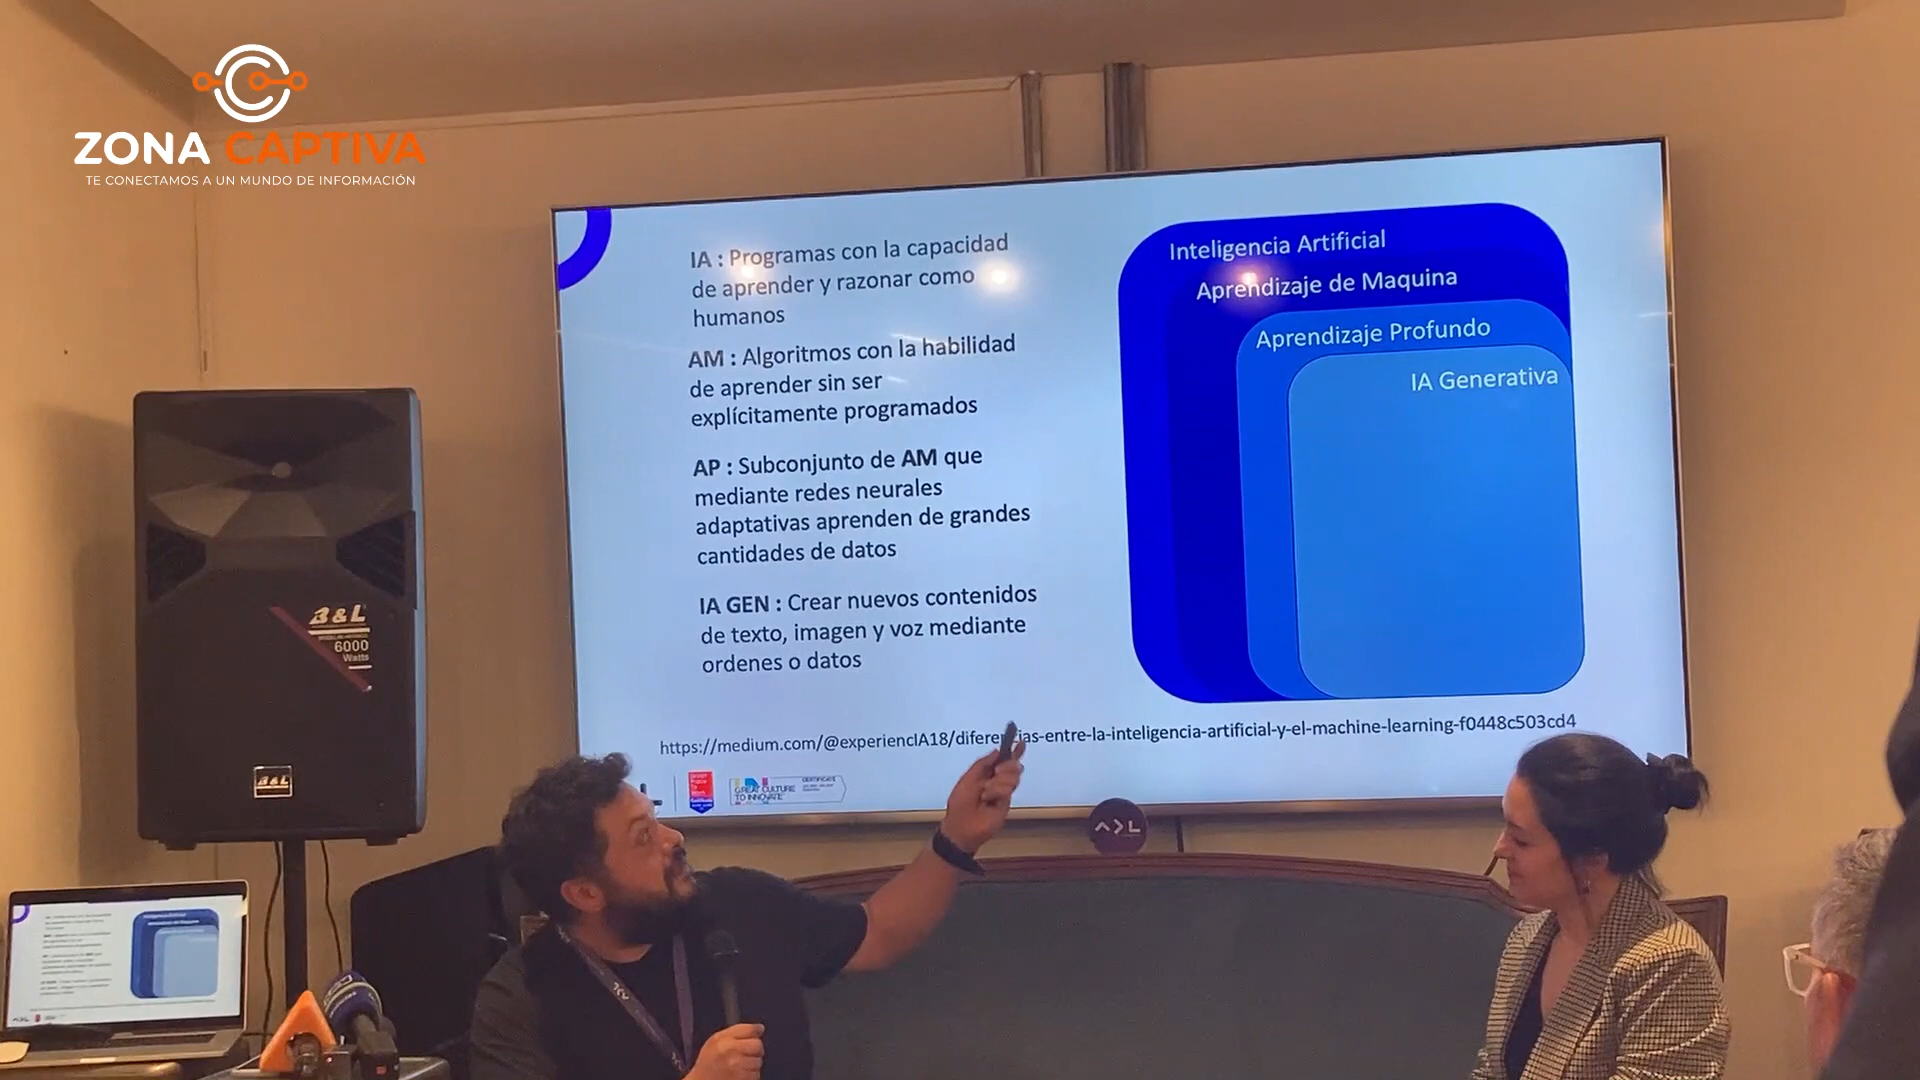 ZONA CAPTIVA
TE CONECTAMOS A UN MUNDO DE INFORMACIÓN
IA : Programas con la capacidad
de aprender y razonar como
humanos
AM : Algoritmos con la habilidad
de aprender sin ser
explícitamente programados
AP : Subconjunto de AM que
mediante redes neurales
adaptativas aprenden de grandes
cantidades de datos
IA GEN : Crear nuevos contenidos
de texto, imagen y voz mediante
ordenes o datos
Inteligencia Artificial
Aprendizaje de Maquina
Aprendizaje Profundo
IA Generativa
https://medium.com/@experiencIA18/diferencias-entre-la-inteligencia-artificial-y-el-machine-learning-f0448c503cd4
GREAT CULTURE
TO INNOVATE
CERTIFICATE
B&L
6000
Watts
B&L